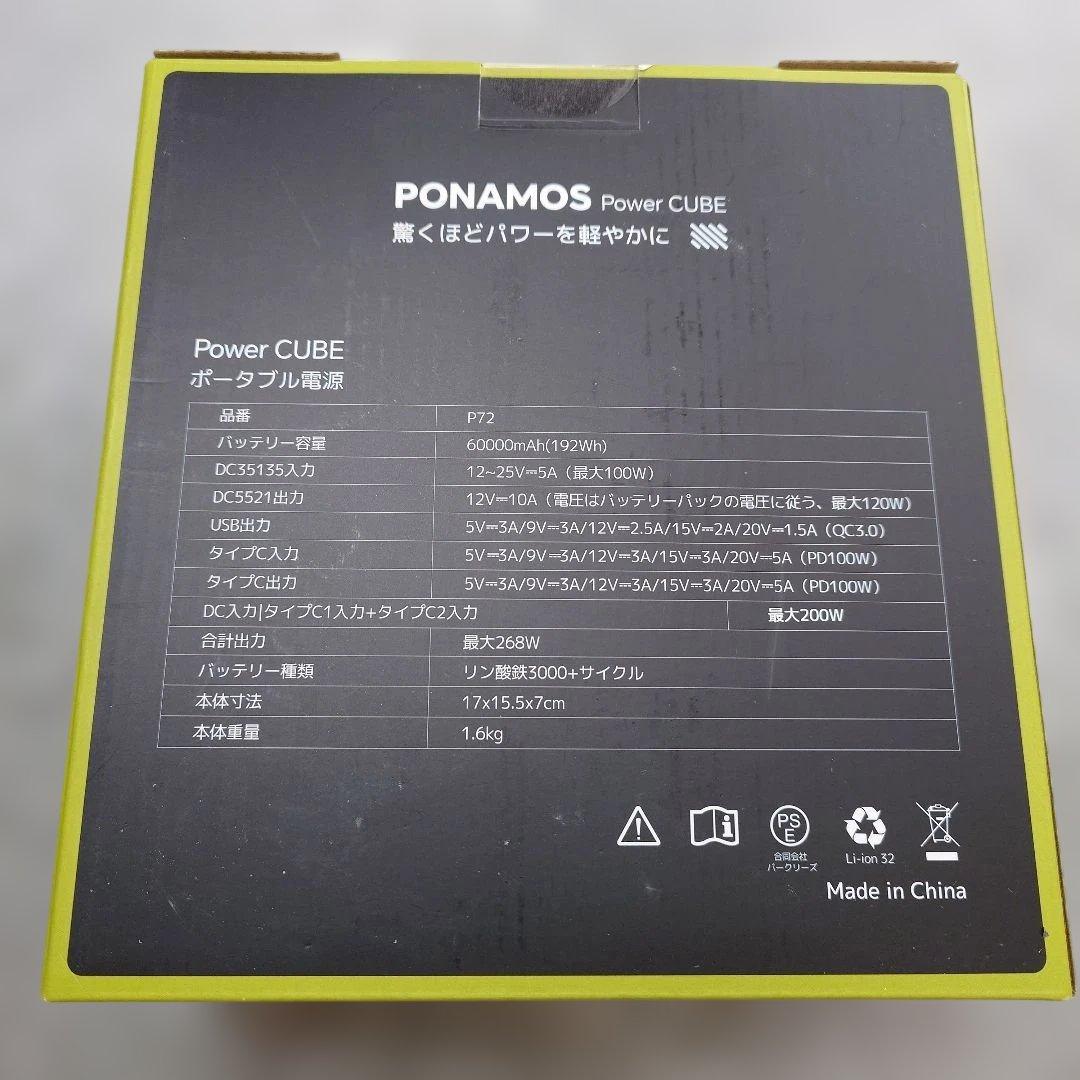 PONAMOS Power CUBE
驚くほどパワーを軽やかに
Power CUBE
ポータブル電源
品番 P72
バッテリー容量 60000mAh(192Wh)
DC35135入力 12~25V⎓5A（最大100W）
DC5521出力 12V⎓10A（電圧はバッテリーパックの電圧に従う、最大120W）
USB出力 5V⎓3A/9V⎓3A/12V⎓2.5A/15V⎓2A/20V⎓1.5A（QC3.0）
タイプC入力 5V⎓3A/9V⎓3A/12V⎓3A/15V⎓3A/20V⎓5A（PD100W）
タイプC出力 5V⎓3A/9V⎓3A/12V⎓3A/15V⎓3A/20V⎓5A（PD100W）
DC入力|タイプC1入力+タイプC2入力 最大200W
合計出力 最大268W
バッテリー種類 リン酸鉄3000+サイクル
本体寸法 17x15.5x7cm
本体重量 1.6kg
PS
E
合同会社
パークリーズ
Li-ion 32
Made in China